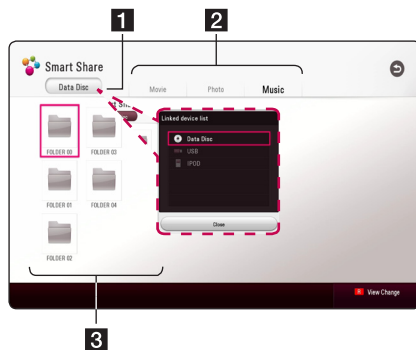 1
2
Smart Share
Data Disc
Movie Photo Music
Linked device list
Data Disc
USB
IPOD
Close
FOLDER 00 FOLDER 03
FOLDER 01 FOLDER 04
FOLDER 02
R View Change
3